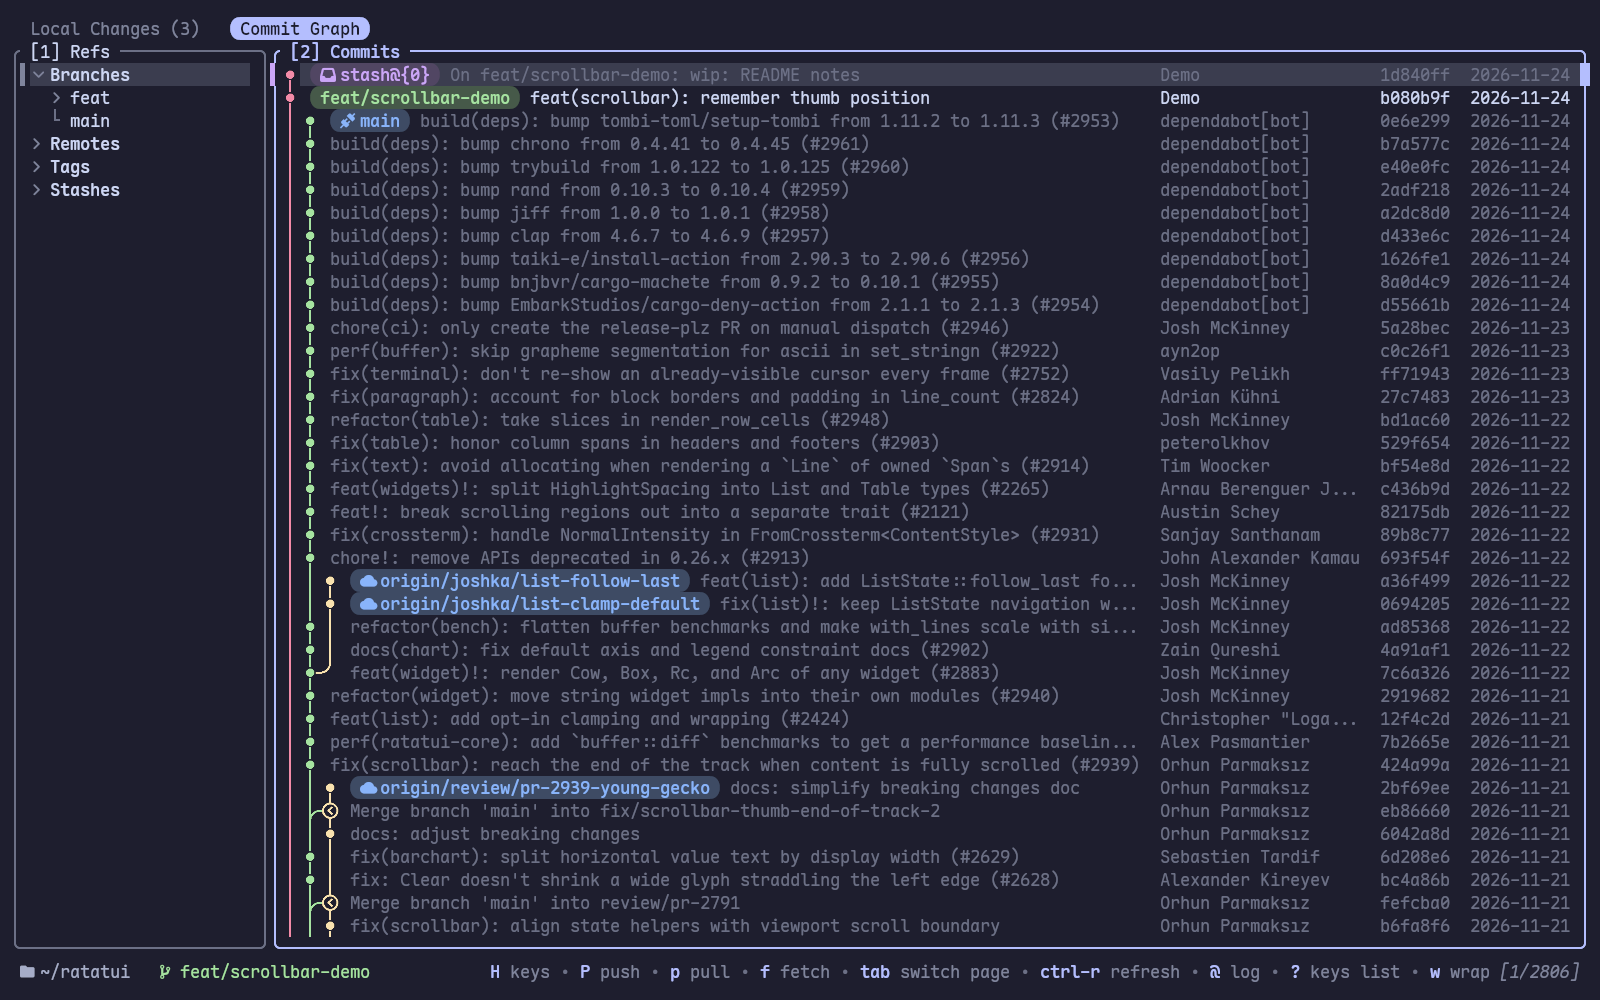 Local Changes (3) Commit Graph
[1] Refs
Branches
feat
main
Remotes
Tags
Stashes
[2] Commits
stash@{0} On feat/scrollbar-demo: wip: README notes Demo 1d840ff 2026-11-24
feat/scrollbar-demo feat(scrollbar): remember thumb position Demo b080b9f 2026-11-24
main build(deps): bump tombi-toml/setup-tombi from 1.11.2 to 1.11.3 (#2953) dependabot[bot] 0e6e299 2026-11-24
build(deps): bump chrono from 0.4.41 to 0.4.45 (#2961) dependabot[bot] b7a577c 2026-11-24
build(deps): bump trybuild from 1.0.122 to 1.0.125 (#2960) dependabot[bot] e40e0fc 2026-11-24
build(deps): bump rand from 0.10.3 to 0.10.4 (#2959) dependabot[bot] 2adf218 2026-11-24
build(deps): bump jiff from 1.0.0 to 1.0.1 (#2958) dependabot[bot] a2dc8d0 2026-11-24
build(deps): bump clap from 4.6.7 to 4.6.9 (#2957) dependabot[bot] d433e6c 2026-11-24
build(deps): bump taiki-e/install-action from 2.90.3 to 2.90.6 (#2956) dependabot[bot] 1626fe1 2026-11-24
build(deps): bump bnjbvr/cargo-machete from 0.9.2 to 0.10.1 (#2955) dependabot[bot] 8a0d4c9 2026-11-24
build(deps): bump EmbarkStudios/cargo-deny-action from 2.1.1 to 2.1.3 (#2954) dependabot[bot] d55661b 2026-11-24
chore(ci): only create the release-plz PR on manual dispatch (#2946) Josh McKinney 5a28bec 2026-11-23
perf(buffer): skip grapheme segmentation for ascii in set_stringn (#2922) ayn2op c0c26f1 2026-11-23
fix(terminal): don't re-show an already-visible cursor every frame (#2752) Vasily Pelikh ff71943 2026-11-23
fix(paragraph): account for block borders and padding in line_count (#2824) Adrian Kühni 27c7483 2026-11-23
refactor(table): take slices in render_row_cells (#2948) Josh McKinney bd1ac60 2026-11-22
fix(table): honor column spans in headers and footers (#2903) peterolkhov 529f654 2026-11-22
fix(text): avoid allocating when rendering a `Line` of owned `Span`s (#2914) Tim Woocker bf54e8d 2026-11-22
feat(widgets)!: split HighlightSpacing into List and Table types (#2265) Arnau Berenguer J... c436b9d 2026-11-22
feat!: break scrolling regions out into a separate trait (#2121) Austin Schey 82175db 2026-11-22
fix(crossterm): handle NormalIntensity in FromCrossterm<ContentStyle> (#2931) Sanjay Santhanam 89b8c77 2026-11-22
chore!: remove APIs deprecated in 0.26.x (#2913) John Alexander Kamau 693f54f 2026-11-22
origin/joshka/list-follow-last feat(list): add ListState::follow_last fo... Josh McKinney a36f499 2026-11-22
origin/joshka/list-clamp-default fix(list)!: keep ListState navigation w... Josh McKinney 0694205 2026-11-22
refactor(bench): flatten buffer benchmarks and make with_lines scale with si... Josh McKinney ad85368 2026-11-22
docs(chart): fix default axis and legend constraint docs (#2902) Zain Qureshi 4a91af1 2026-11-22
feat(widget)!: render Cow, Box, Rc, and Arc of any widget (#2883) Josh McKinney 7c6a326 2026-11-22
refactor(widget): move string widget impls into their own modules (#2940) Josh McKinney 2919682 2026-11-21
feat(list): add opt-in clamping and wrapping (#2424) Christopher "Loga... 12f4c2d 2026-11-21
perf(ratatui-core): add `buffer::diff` benchmarks to get a performance baselin... Alex Pasmantier 7b2665e 2026-11-21
fix(scrollbar): reach the end of the track when content is fully scrolled (#2939) Orhun Parmaksız 424a99a 2026-11-21
origin/review/pr-2939-young-gecko docs: simplify breaking changes doc Orhun Parmaksız 2bf69ee 2026-11-21
Merge branch 'main' into fix/scrollbar-thumb-end-of-track-2 Orhun Parmaksız eb86660 2026-11-21
docs: adjust breaking changes Orhun Parmaksız 6042a8d 2026-11-21
fix(barchart): split horizontal value text by display width (#2629) Sebastien Tardif 6d208e6 2026-11-21
fix: Clear doesn't shrink a wide glyph straddling the left edge (#2628) Alexander Kireyev bc4a86b 2026-11-21
Merge branch 'main' into review/pr-2791 Orhun Parmaksız fefcba0 2026-11-21
fix(scrollbar): align state helpers with viewport scroll boundary Orhun Parmaksız b6fa8f6 2026-11-21
~/ratatui feat/scrollbar-demo H keys • P push • p pull • f fetch • tab switch page • ctrl-r refresh • @ log • ? keys list • w wrap [1/2806]